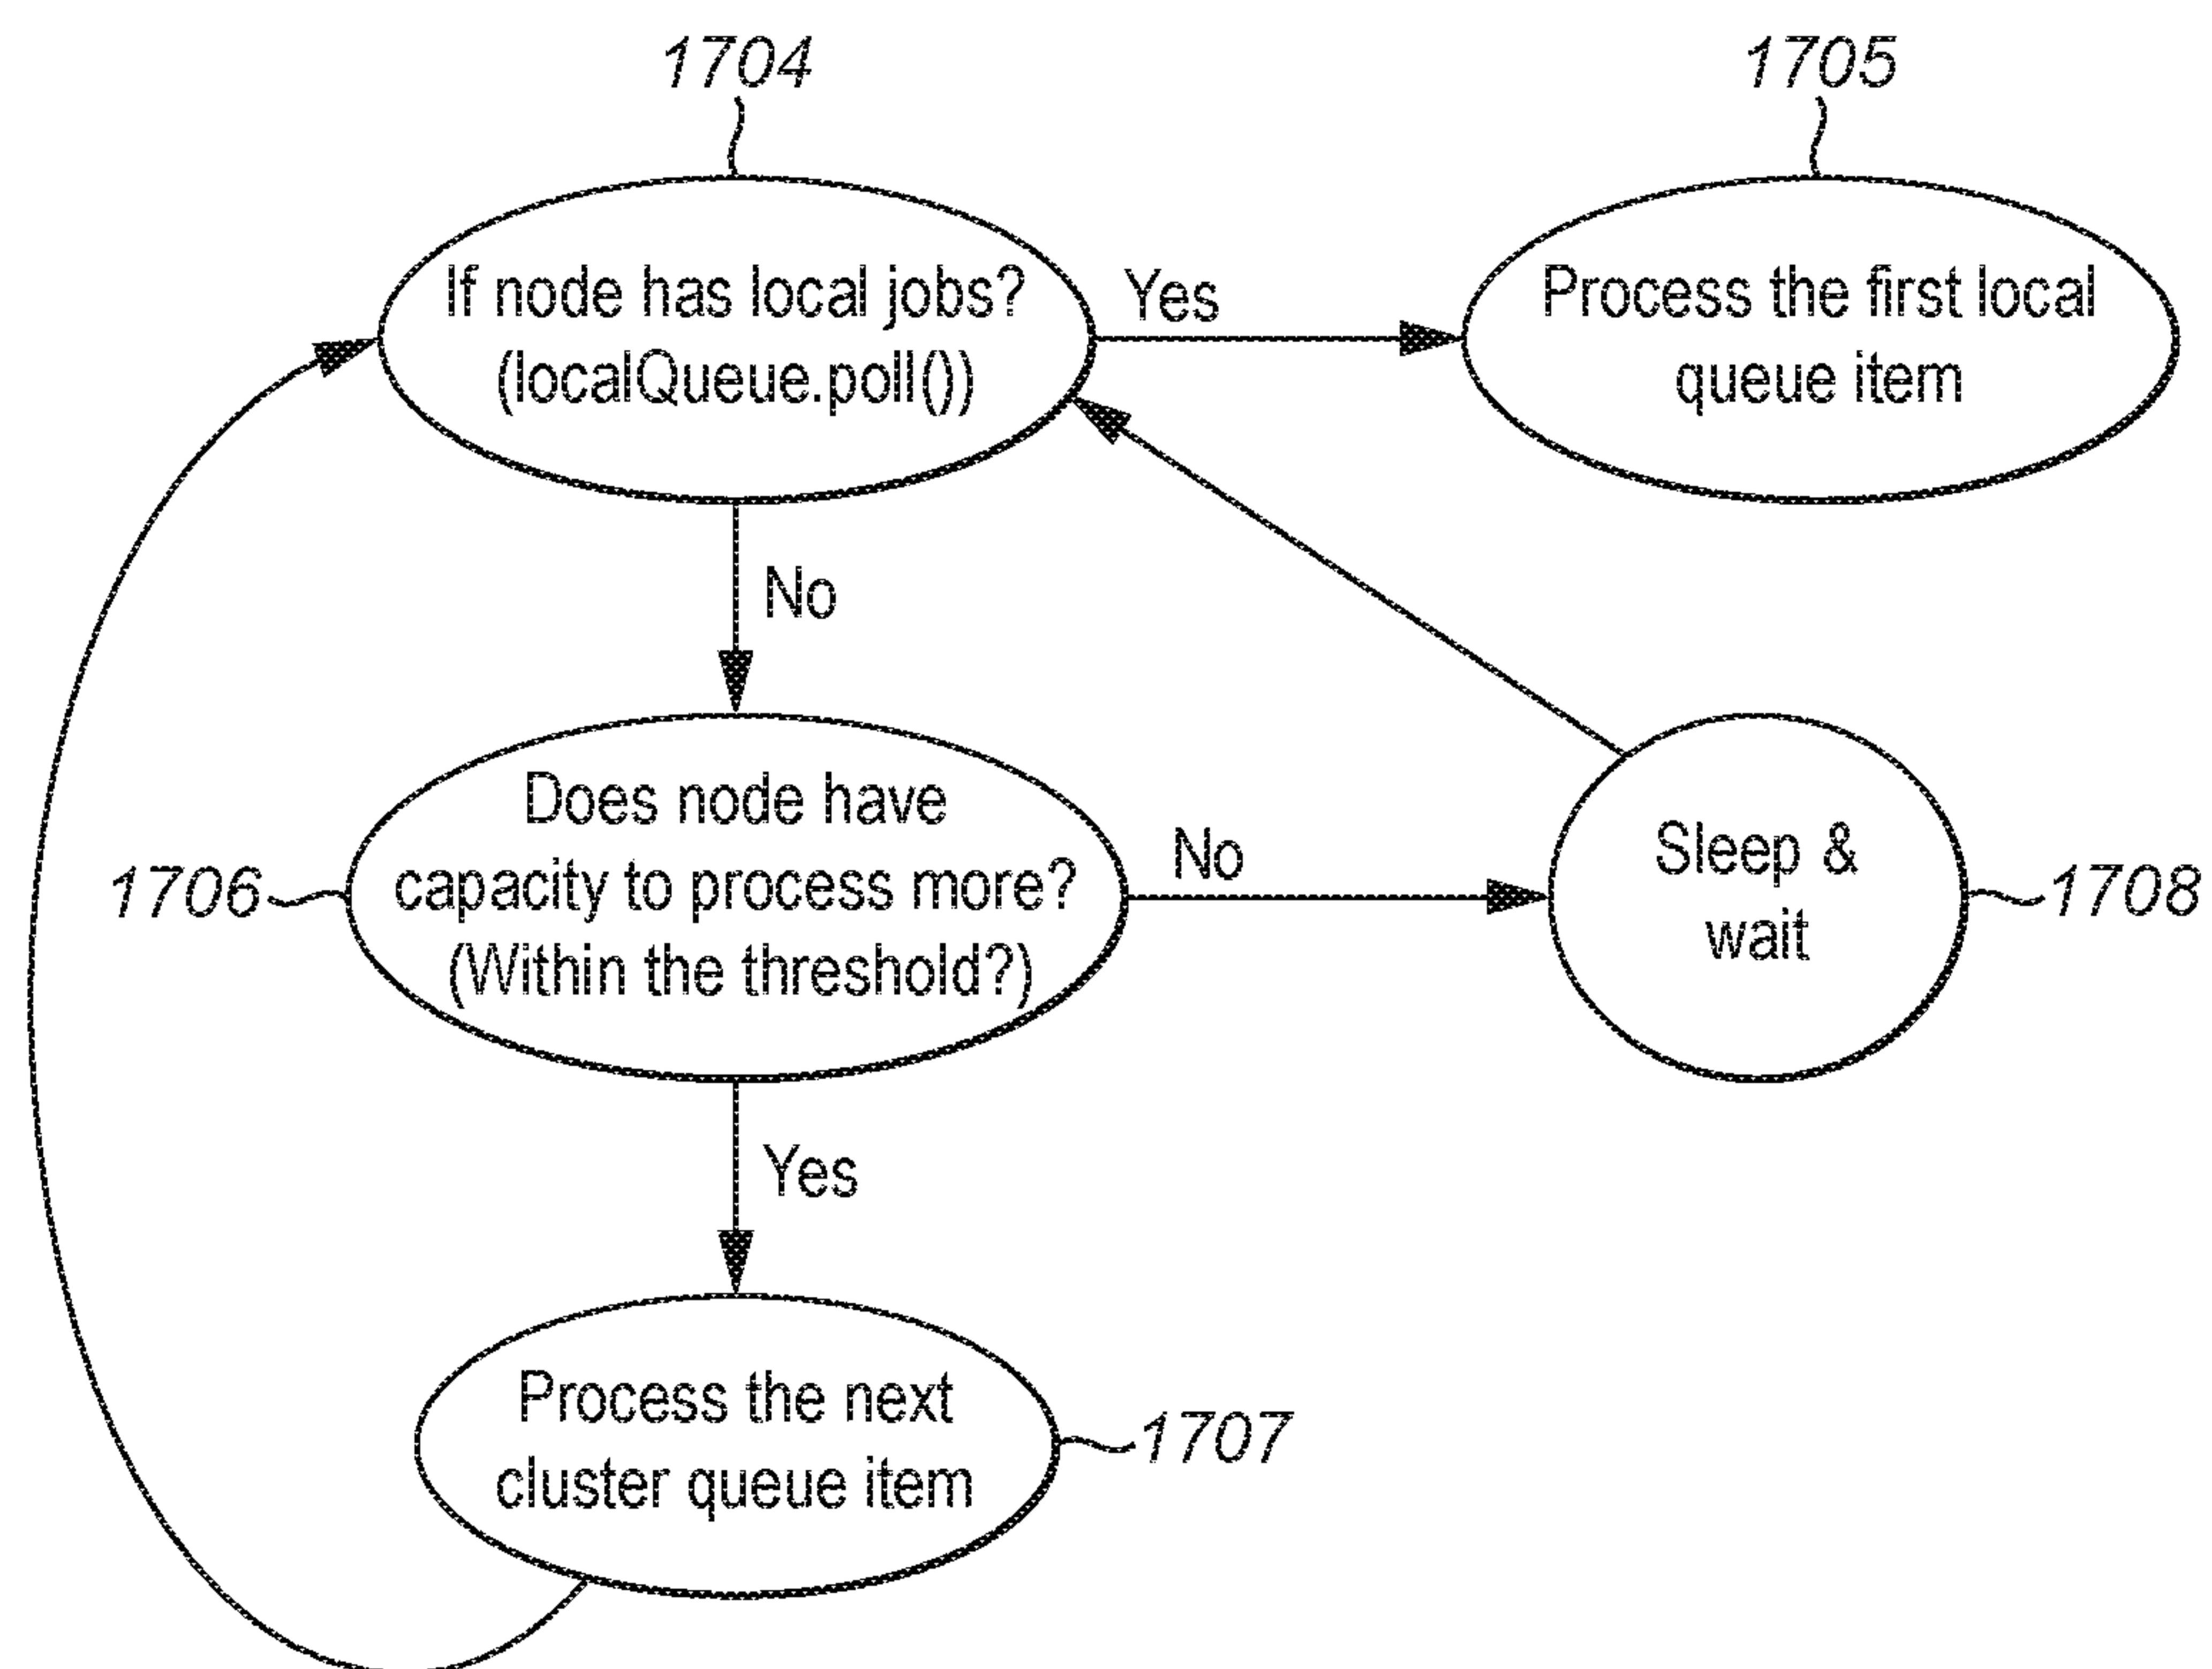 1704
1705
If node has local jobs?
(localQueue.poll())
Yes
Process the first local
queue item
No
Does node have
capacity to process more?
(Within the threshold?)
1706
No
Sleep &
wait
1708
Yes
Process the next
cluster queue item
1707